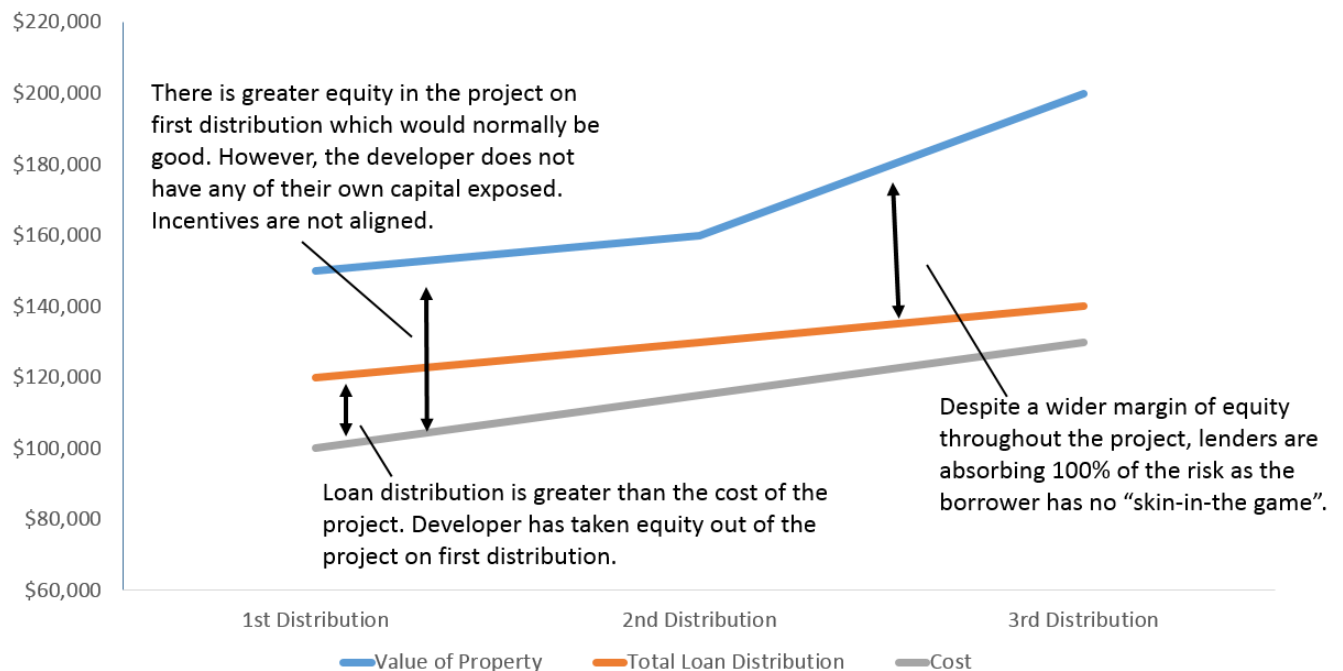 $220,000
$200,000
$180,000
$160,000
$140,000
$120,000
$100,000
$80,000
$60,000
There is greater equity in the project on
first distribution which would normally be
good. However, the developer does not
have any of their own capital exposed.
Incentives are not aligned.
Loan distribution is greater than the cost of the
project. Developer has taken equity out of the
project on first distribution.
Despite a wider margin of equity
throughout the project, lenders are
absorbing 100% of the risk as the
borrower has no “skin-in-the game”.
1st Distribution
2nd Distribution
3rd Distribution
Value of Property
Total Loan Distribution
Cost